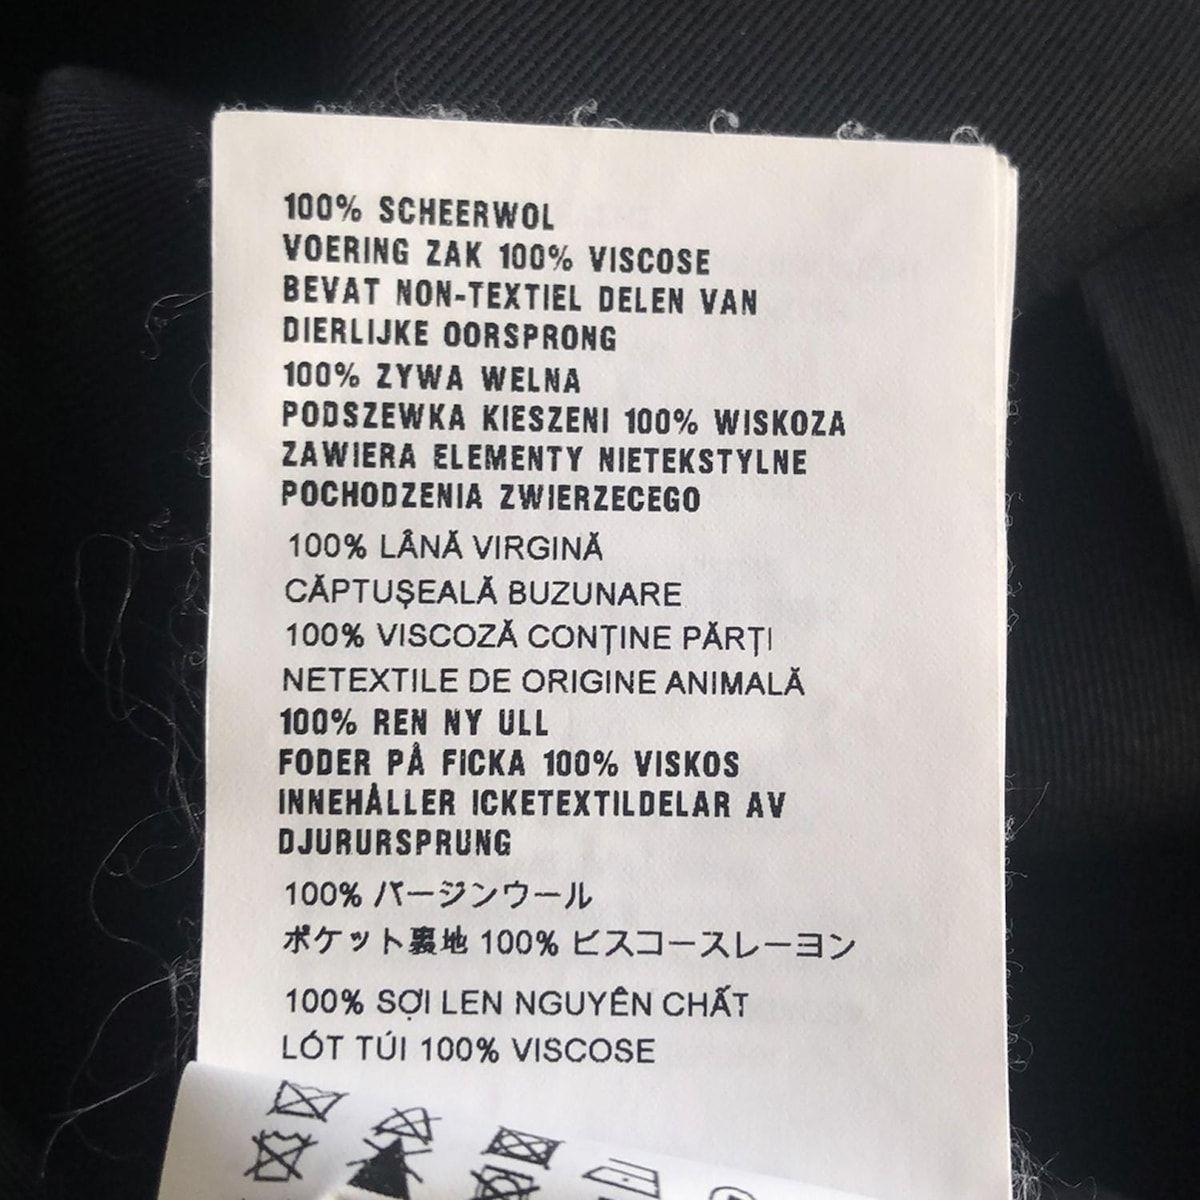 100% SCHEERWOL
VOERING ZAK 100% VISCOSE
BEVAT NON-TEXTIEL DELEN VAN
DIERLIJKE OORSPRONG
100% ZYWA WELNA
PODSZEWKA KIESZENI 100% WISKOZA
ZAWIERA ELEMENTY NIETEKSTYLNE
POCHODZENIA ZWIERZECEGO
100% LÂNĂ VIRGINĂ
CĂPTUȘEALĂ BUZUNARE
100% VISCOZĂ CONȚINE PĂRȚI
NETEXTILE DE ORIGINE ANIMALĂ
100% REN NY ULL
FODER PÅ FICKA 100% VISKOS
INNEHÅLLER ICKETEXTILDELAR AV
DJURURSPRUNG
100% バージンウール
ポケット裏地 100% ビスコースレーヨン
100% SỢI LEN NGUYÊN CHẤT
LÓT TÚI 100% VISCOSE